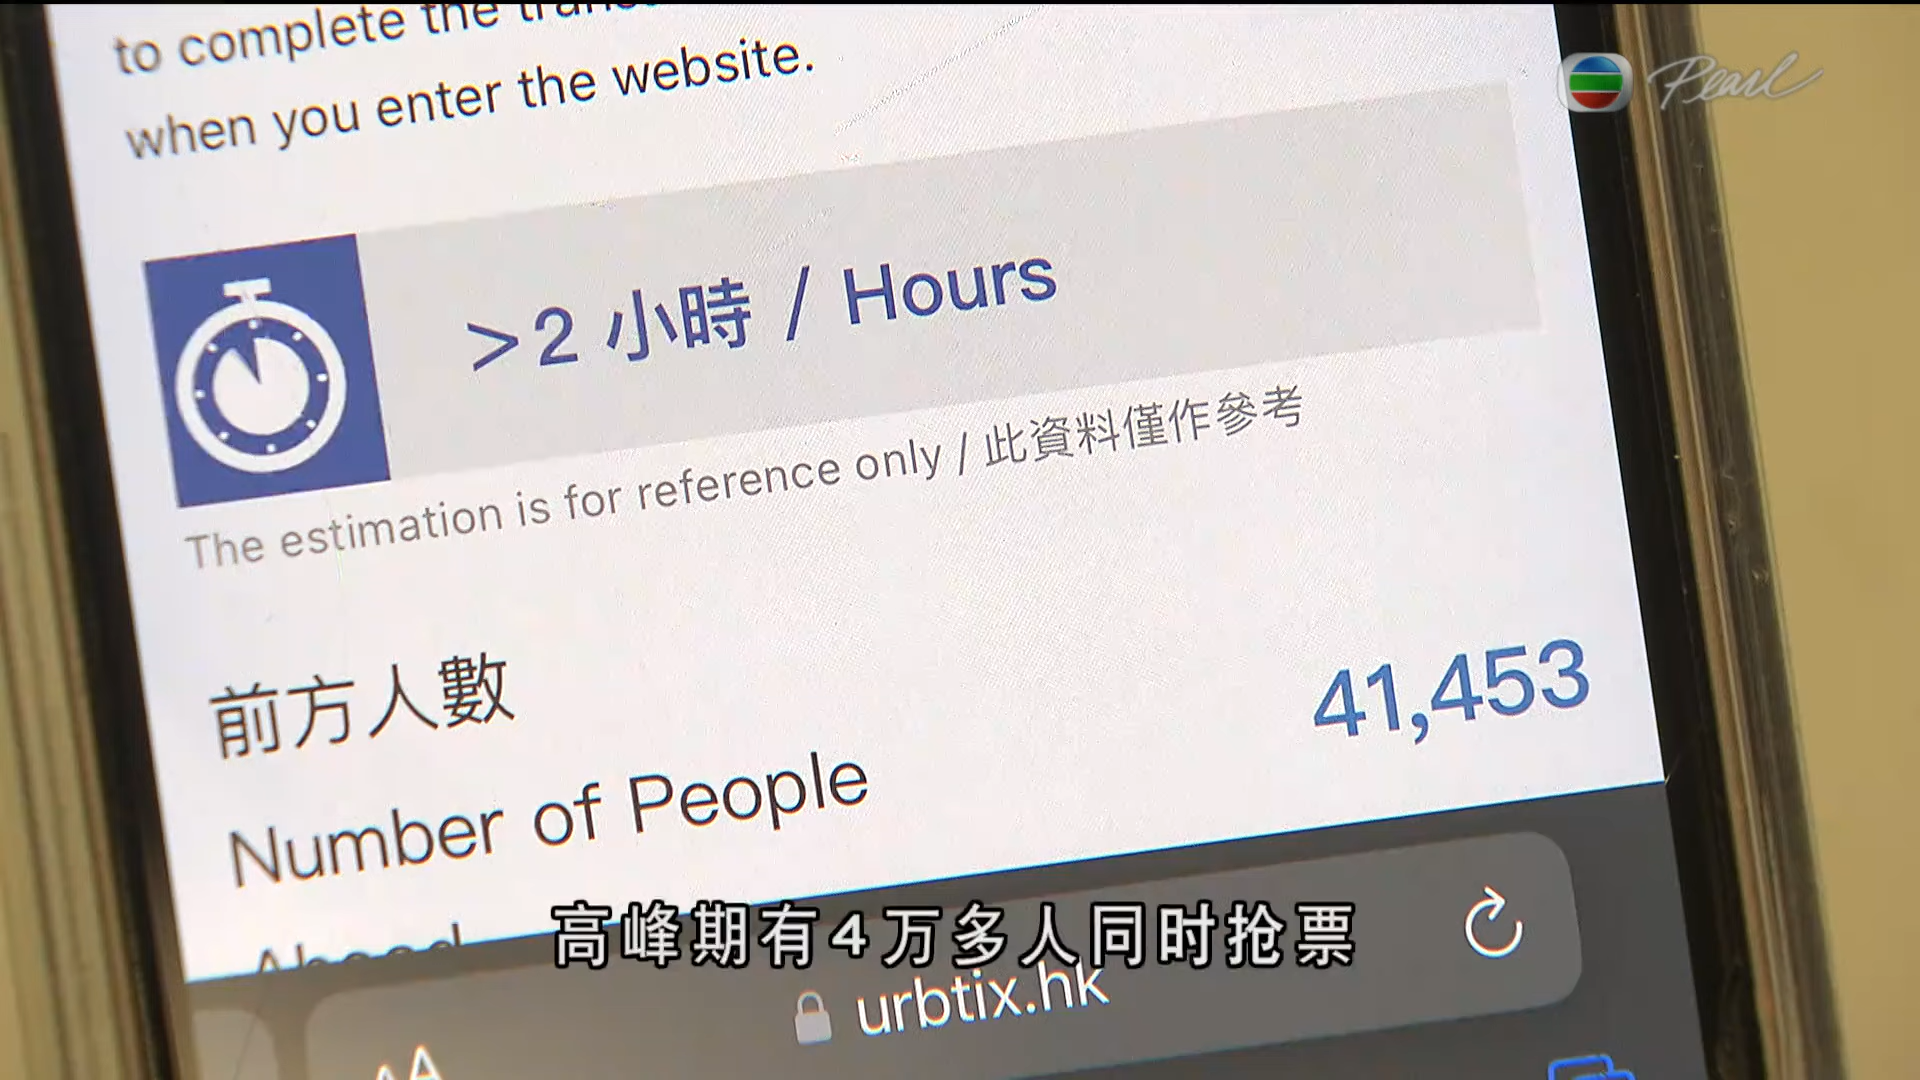 to complete the
when you enter the website.
Pearl
>2 小時 / Hours
The estimation is for reference only / 此資料僅作參考
前方人數
41,453
Number of People
Ahead
高峰期有4万多人同时抢票
urbtix.hk
AA